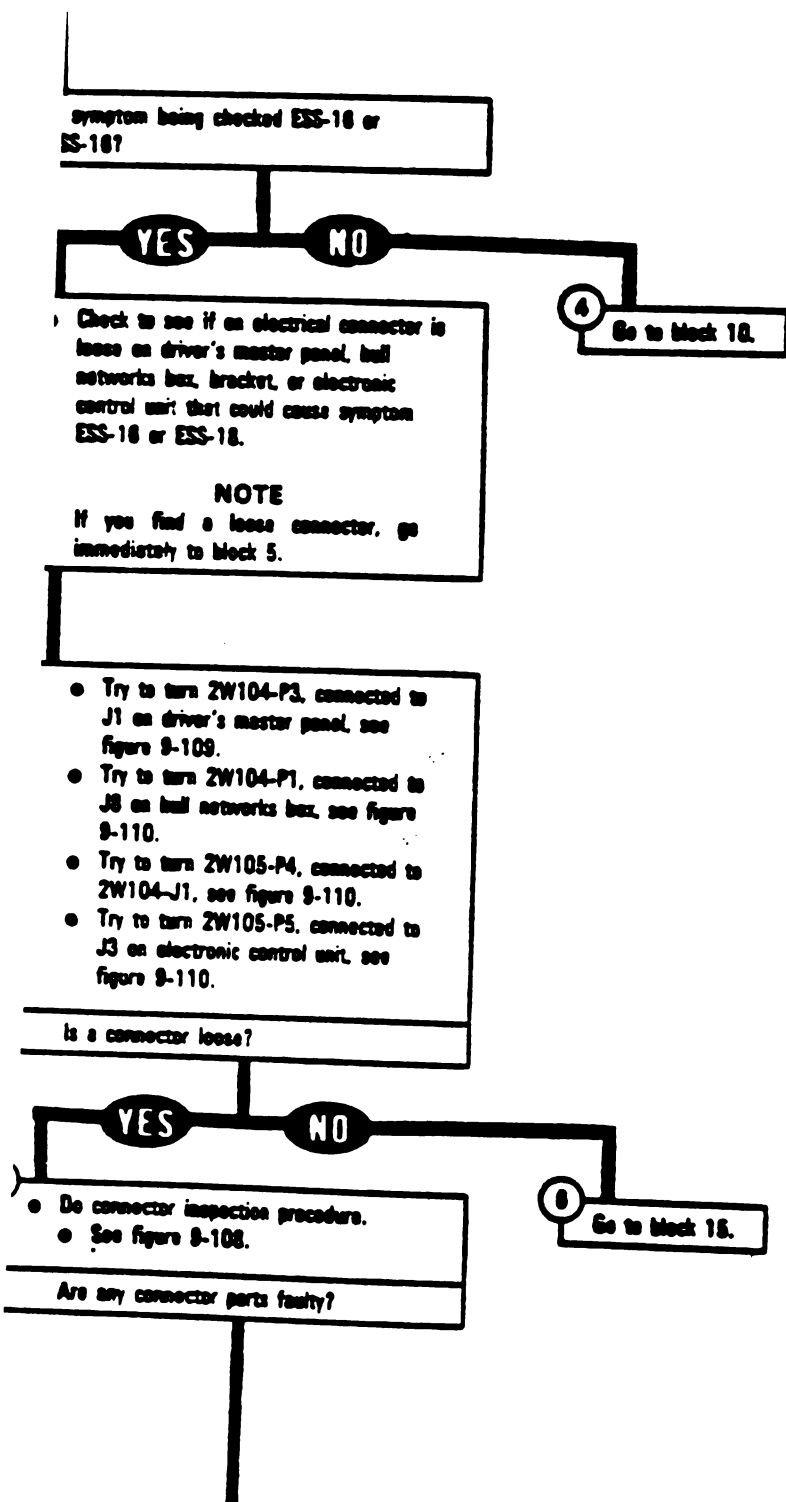 symptom being checked ESS-16 or
SS-16?
YES
NO
Check to see if an electrical connector is
loose on driver's master panel, hull
networks box, bracket, or electronic
control unit that could cause symptom
ESS-16 or ESS-18.
NOTE
If you find a loose connector, go
immediately to block 5.
4
Go to block 10.
● Try to turn 2W104-P3, connected to
J1 on driver's master panel, see
figure 9-109.
● Try to turn 2W104-P1, connected to
J8 on hull networks box, see figure
9-110.
● Try to turn 2W105-P4, connected to
2W104-J1, see figure 9-110.
● Try to turn 2W105-P5, connected to
J3 on electronic control unit, see
figure 9-110.
Is a connector loose?
YES
NO
● Do connector inspection procedure.
● See figure 9-108.
Are any connector parts faulty?
Go to block 15.